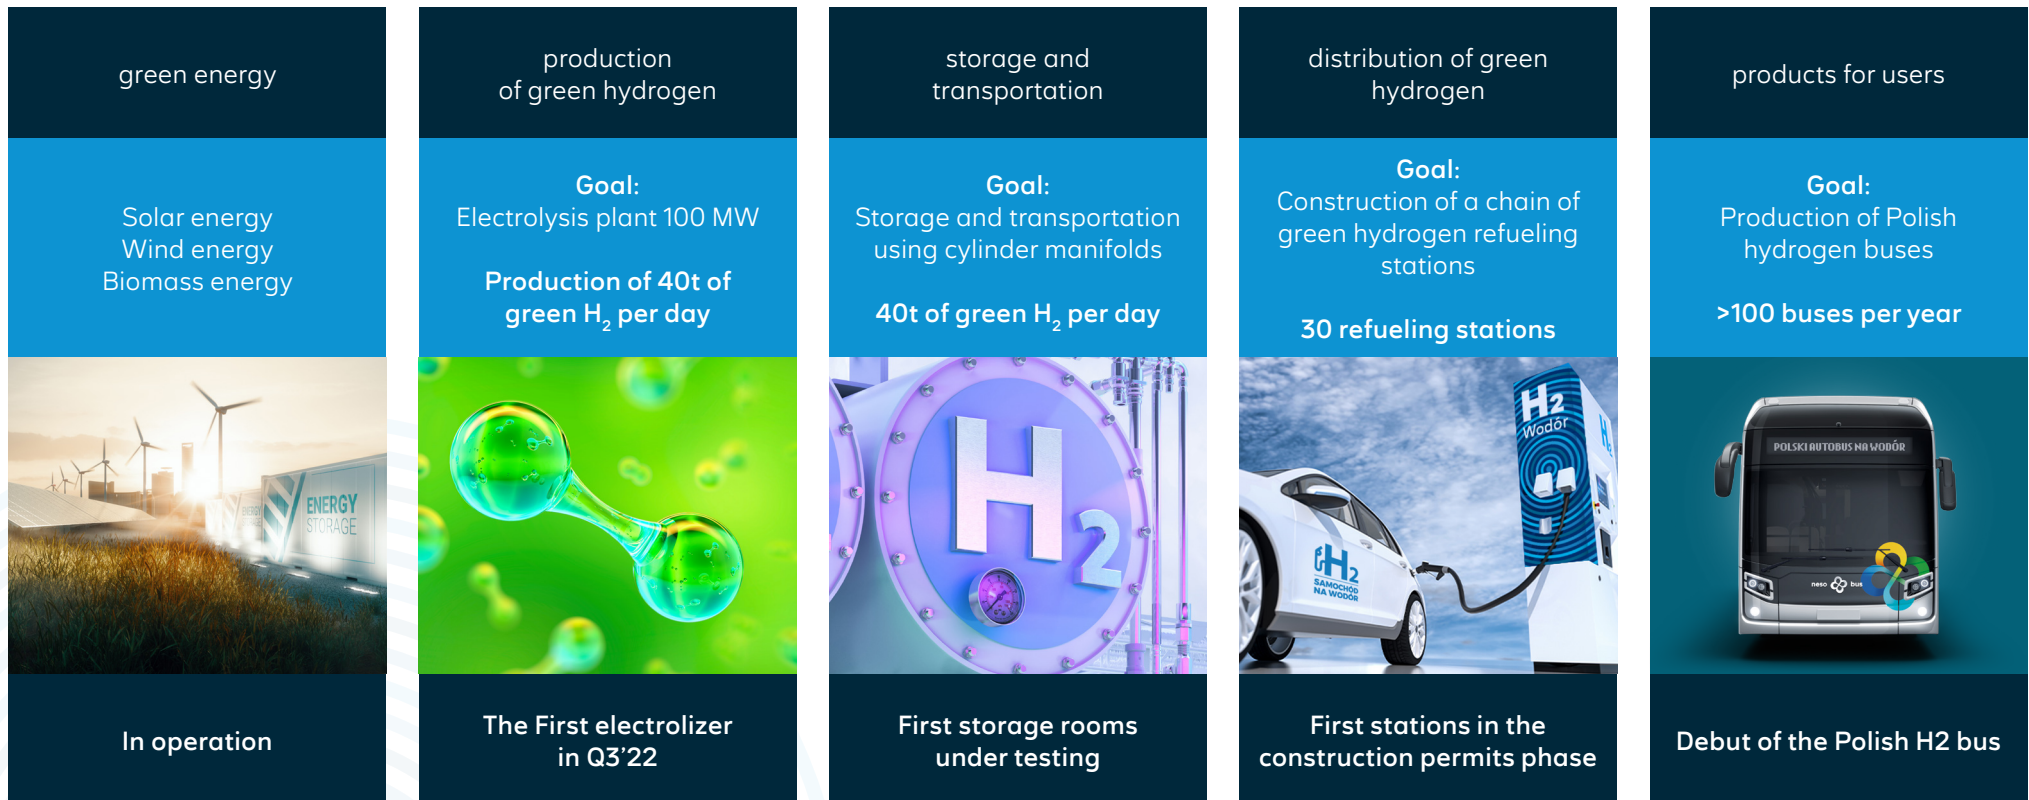 green energy
Solar energy
Wind energy
Biomass energy
ENERGY
STORAGE
In operation
production
of green hydrogen
Goal:
Electrolysis plant 100 MW
Production of 40t of
green H₂ per day
The First electrolizer
in Q3'22
storage and
transportation
Goal:
Storage and transportation
using cylinder manifolds
40t of green H₂ per day
H2
First storage rooms
under testing
distribution of green
hydrogen
Goal:
Construction of a chain of
green hydrogen refueling
stations
30 refueling stations
H2
Wodór
H2
SAMOCHÓD
NA WODÓR
First stations in the
construction permits phase
products for users
Goal:
Production of Polish
hydrogen buses
>100 buses per year
POLSKI AUTOBUS NA WODÓR
neso bus
Debut of the Polish H2 bus